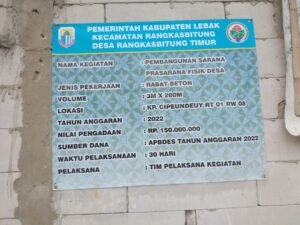 PEMERINTAH KABUPATEN LEBAK
KECAMATAN RANGKASBITUNG
DESA RANGKASBITUNG TIMUR
NAMA KEGIATAN : PEMBANGUNAN SARANA
PRASARANA FISIK DESA
JENIS PEKERJAAN : RABAT BETON
VOLUME : 3M X 200M
LOKASI : KP. CIPEUNDEUY RT 01 RW 08
TAHUN ANGGARAN : 2022
NILAI PENGADAAN : RP. 150.000.000
SUMBER DANA : APBDES TAHUN ANGGARAN 2022
WAKTU PELAKSANAAN : 30 HARI
PELAKSANA : TIM PELAKSANA KEGIATAN